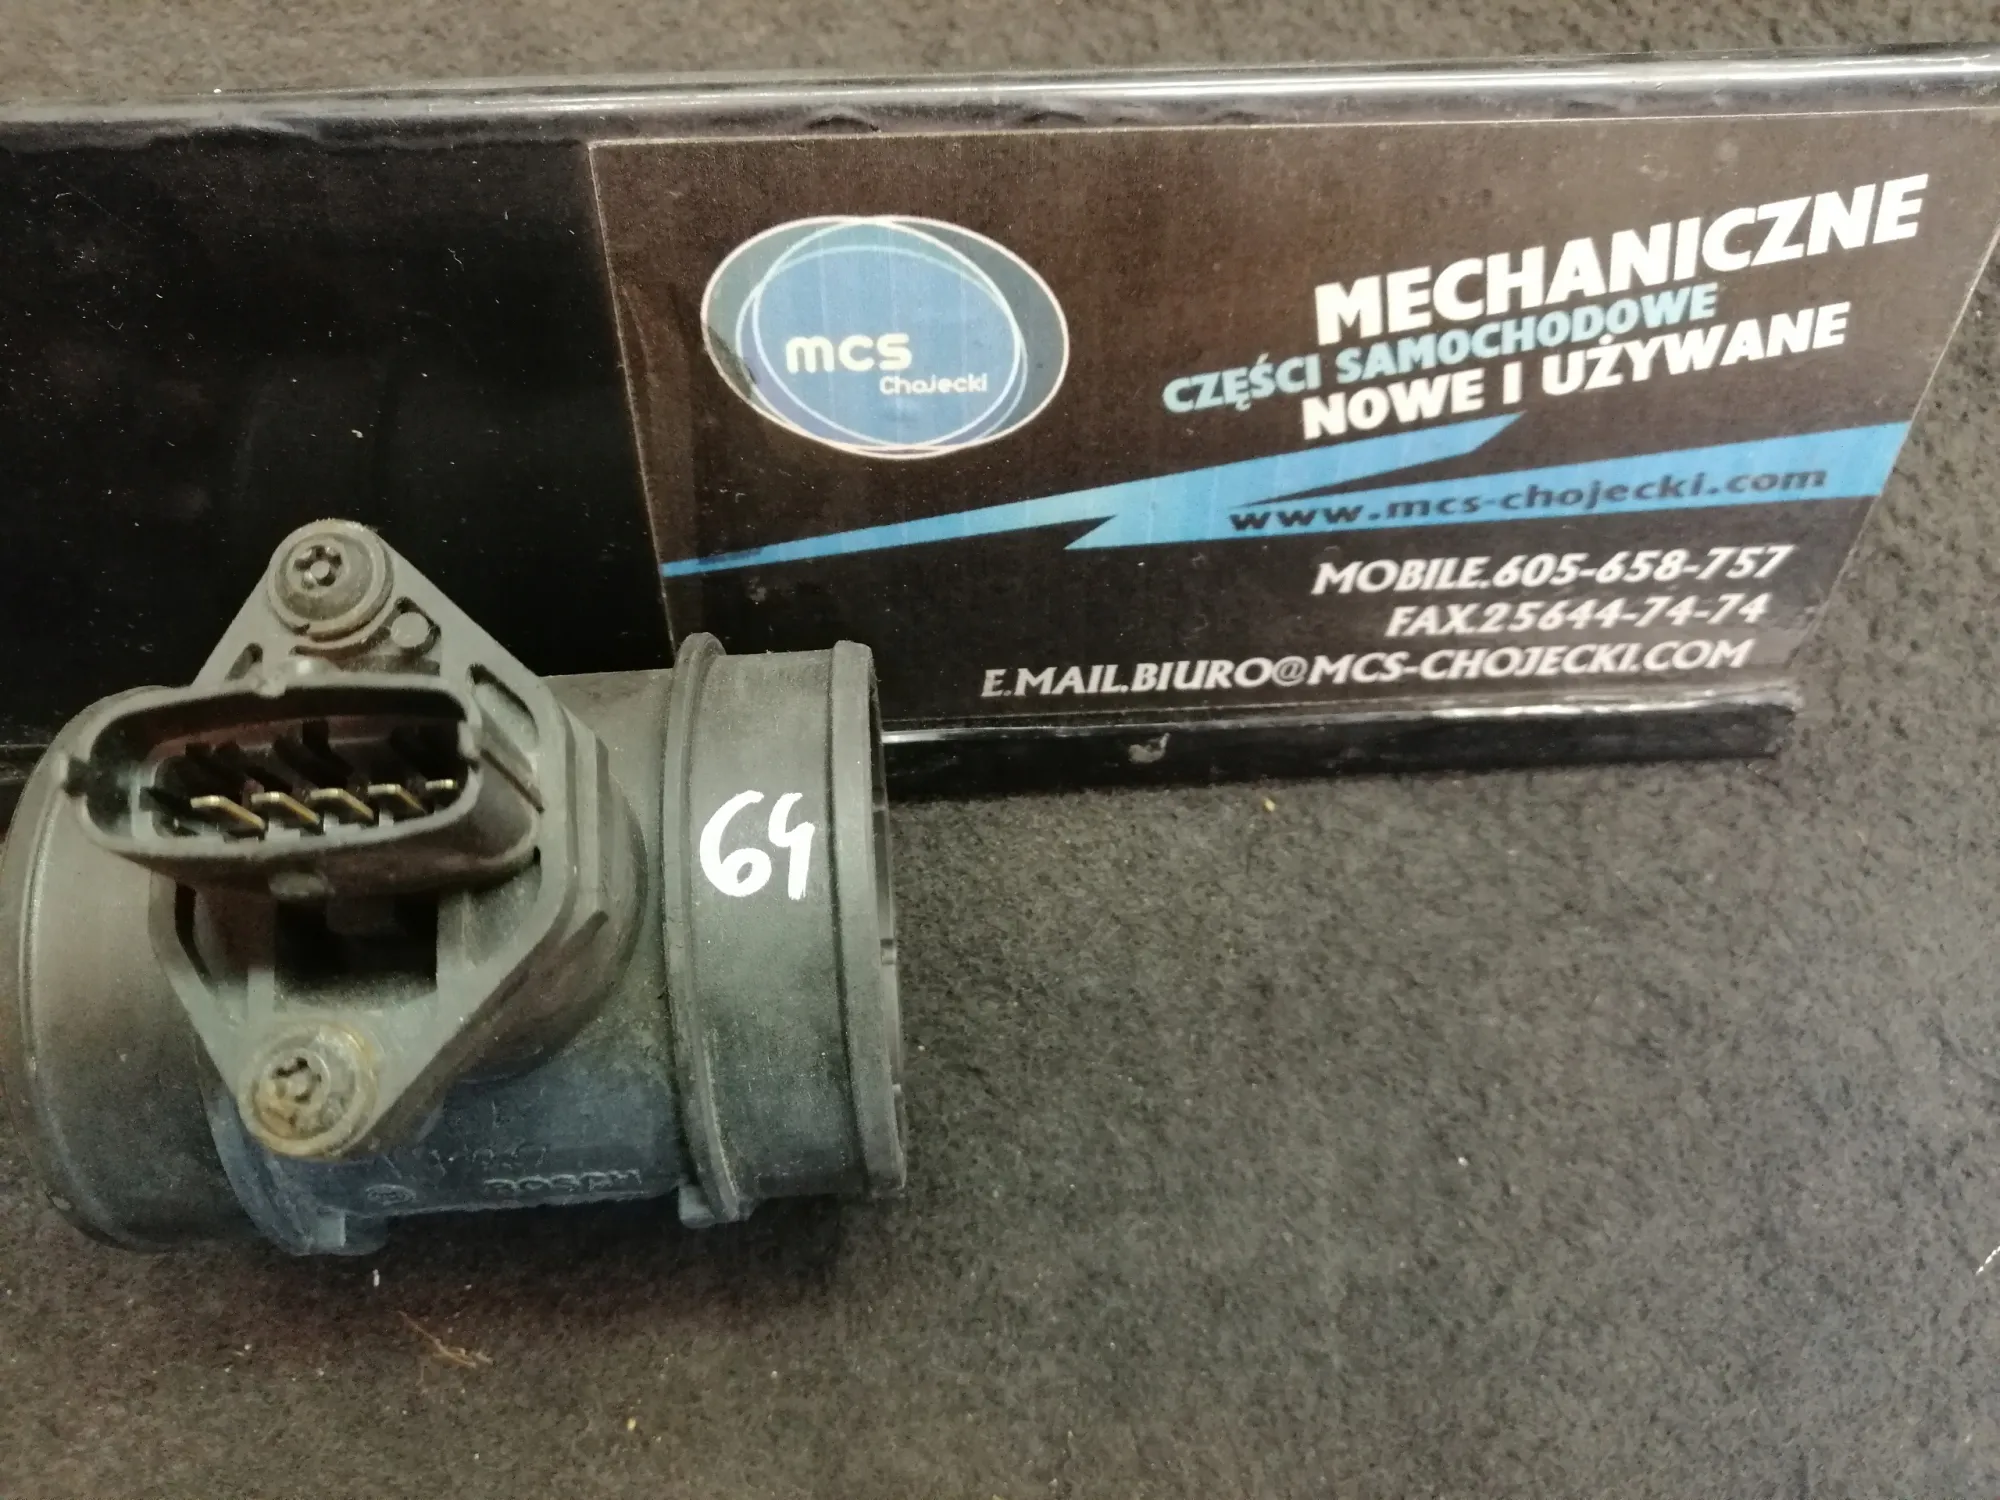 mcs
Chojecki
MECHANICZNE
CZĘŚCI SAMOCHODOWE
NOWE I UŻYWANE
www.mcs-chojecki.com
MOBILE.605-658-757
FAX.25644-74-74
E.MAIL.BIURO@MCS-CHOJECKI.COM
64
BOSCH